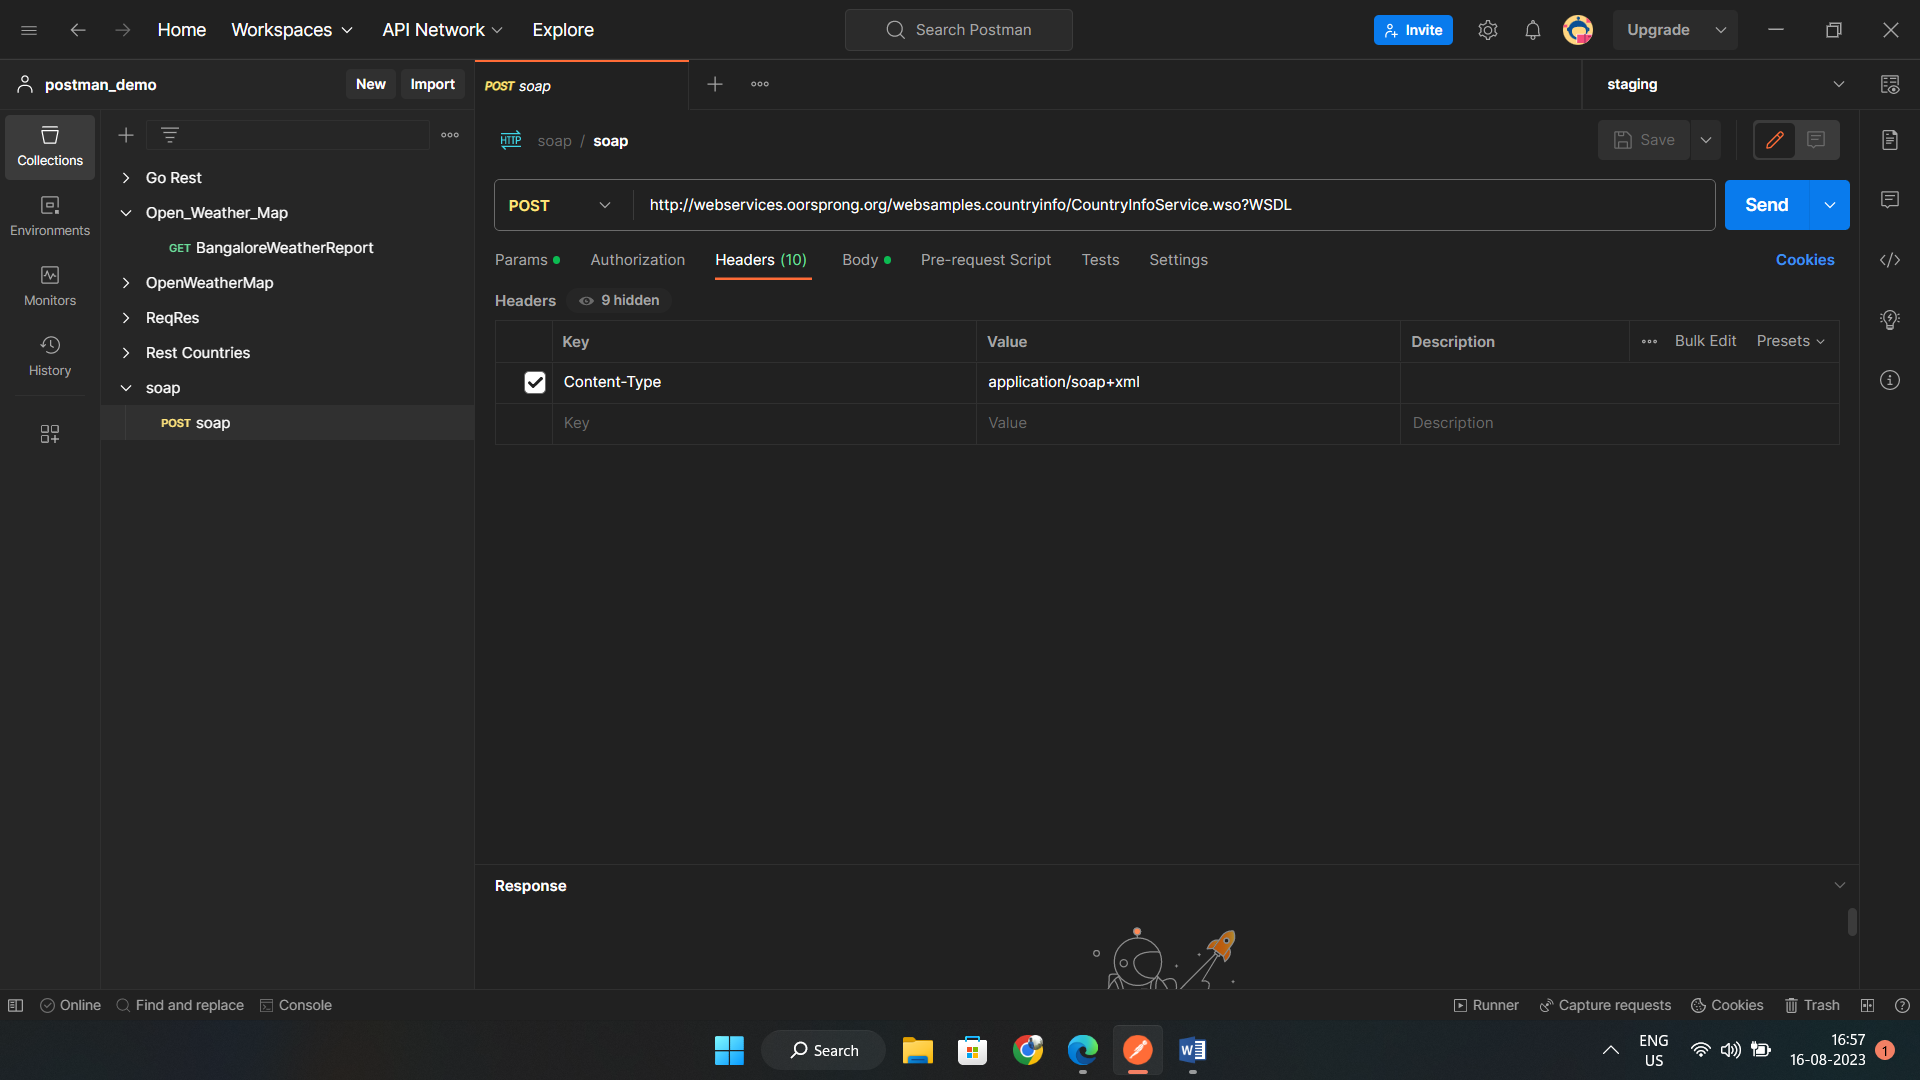 Home Workspaces API Network Explore Search Postman Invite Upgrade
postman_demo New Import POST soap staging
Collections
Environments
Monitors
History
Go Rest
Open_Weather_Map
GET BangaloreWeatherReport
OpenWeatherMap
ReqRes
Rest Countries
soap
POST soap
HTTP soap / soap Save
POST http://webservices.oorsprong.org/websamples.countryinfo/CountryInfoService.wso?WSDL Send
Params Authorization Headers (10) Body Pre-request Script Tests Settings Cookies
Headers 9 hidden
Key Value Description Bulk Edit Presets
Content-Type application/soap+xml
Key Value Description
Response
Online Find and replace Console Runner Capture requests Cookies Trash
Search ENG US 16:57 16-08-2023 1